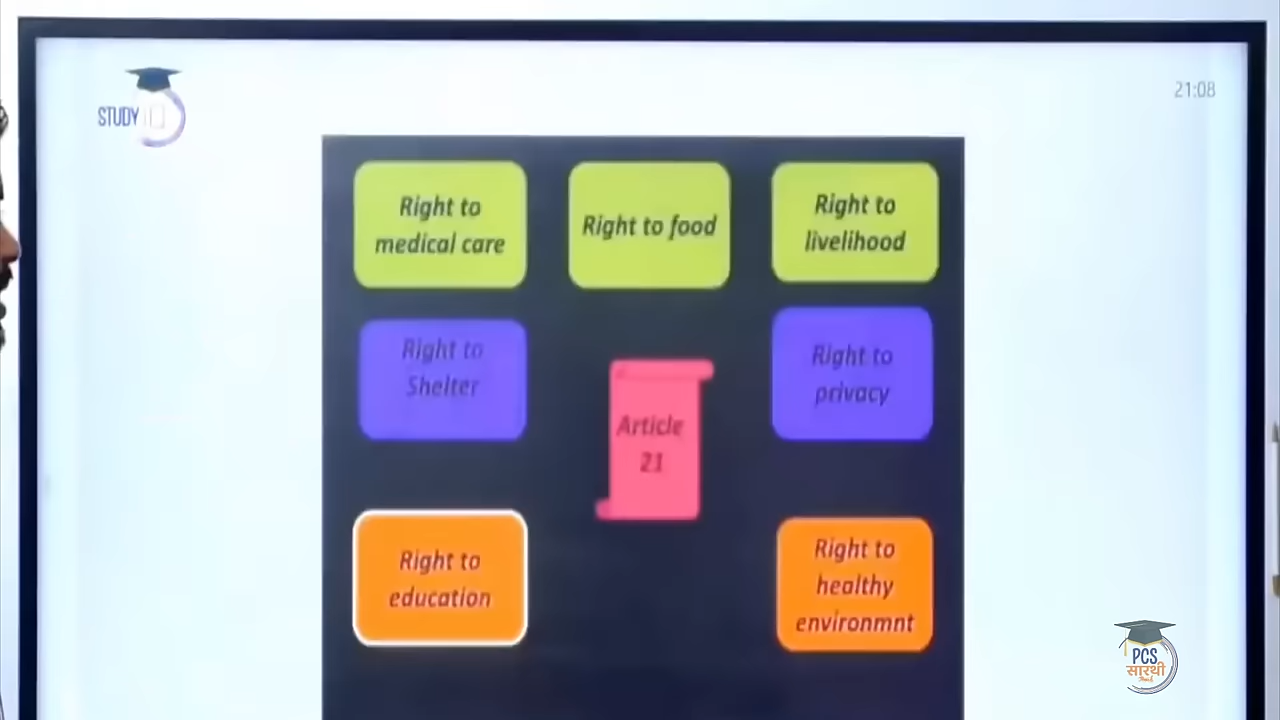 STUDY
21:08
Right to
medical care
Right to food
Right to
livelihood
Right to
Shelter
Article
21
Right to
privacy
Right to
education
Right to
healthy
environmnt
PCS
सारथी